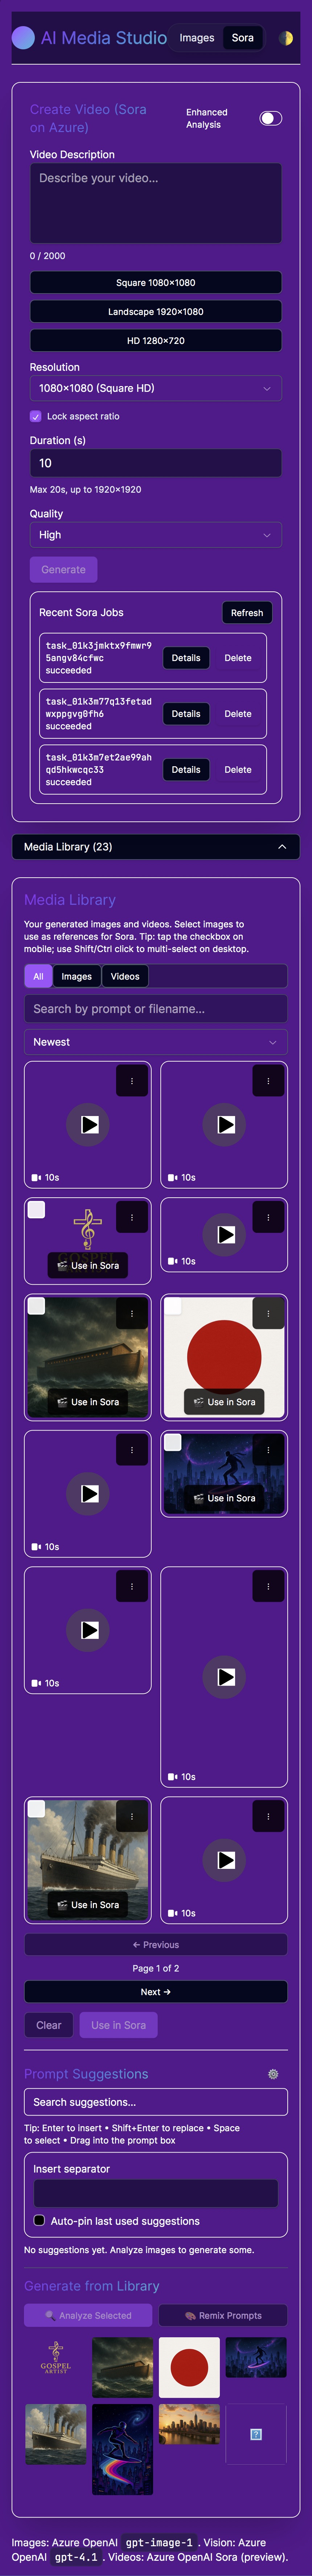 AI Media Studio
Images
Sora
Create Video (Sora
on Azure)
Enhanced
Analysis
Video Description
Describe your video...
0 / 2000
Square 1080×1080
Landscape 1920×1080
HD 1280×720
Resolution
1080×1080 (Square HD)
Lock aspect ratio
Duration (s)
10
Max 20s, up to 1920×1920
Quality
High
Generate
Recent Sora Jobs
Refresh
task_01k3jmktx9fmwr9
5angv84cfwc
succeeded
Details
Delete
task_01k3m77q13fetad
wxppgvg0fh6
succeeded
Details
Delete
task_01k3m7et2ae99ah
qd5hkwcqc33
succeeded
Details
Delete
Media Library (23)
Media Library
Your generated images and videos. Select images to
use as references for Sora. Tip: tap the checkbox on
mobile; use Shift/Ctrl click to multi-select on desktop.
All
Images
Videos
Search by prompt or filename...
Newest
10s
10s
GOSPEL
Use in Sora
10s
Use in Sora
Use in Sora
10s
Use in Sora
10s
10s
Use in Sora
10s
← Previous
Page 1 of 2
Next →
Clear
Use in Sora
Prompt Suggestions
Search suggestions...
Tip: Enter to insert • Shift+Enter to replace • Space
to select • Drag into the prompt box
Insert separator
Auto-pin last used suggestions
No suggestions yet. Analyze images to generate some.
Generate from Library
Analyze Selected
Remix Prompts
GOSPEL
ARTIST
?
Images: Azure OpenAI gpt-image-1. Vision: Azure
OpenAI gpt-4.1. Videos: Azure OpenAI Sora (preview).